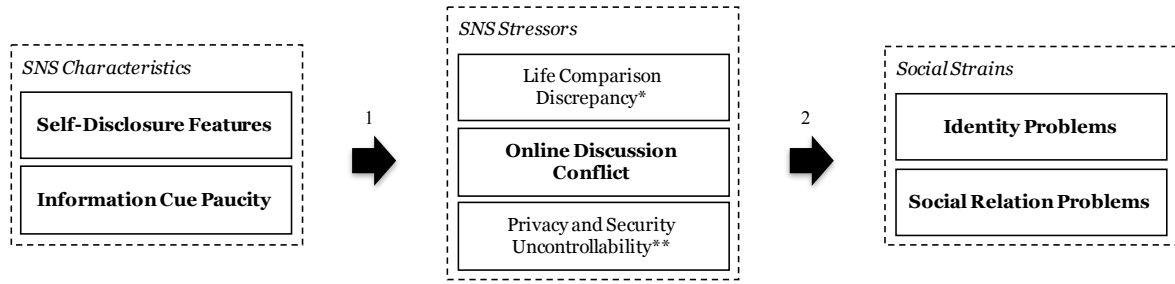 SNS Characteristics
Self-Disclosure Features
Information Cue Paucity
1
SNS Stressors
Life Comparison
Discrepancy*
Online Discussion
Conflict
Privacy and Security
Uncontrollability**
2
Social Strains
Identity Problems
Social Relation Problems